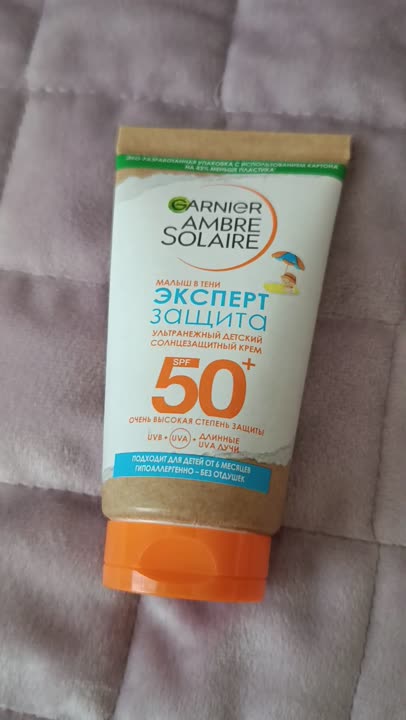 ЭКО-РАЗРАБОТАННАЯ УПАКОВКА С ИСПОЛЬЗОВАНИЕМ КАРТОНА
НА 45% МЕНЬШЕ ПЛАСТИКА
GARNIER
AMBRE
SOLAIRE
МАЛЫШ В ТЕНИ
ЭКСПЕРТ
защита
УЛЬТРАНЕЖНЫЙ ДЕТСКИЙ
СОЛНЦЕЗАЩИТНЫЙ КРЕМ
SPF
50+
ОЧЕНЬ ВЫСОКАЯ СТЕПЕНЬ ЗАЩИТЫ
UVB + UVA + ДЛИННЫЕ
UVA ЛУЧИ
ПОДХОДИТ ДЛЯ ДЕТЕЙ ОТ 6 МЕСЯЦЕВ
ГИПОАЛЛЕРГЕННО – БЕЗ ОТДУШЕК